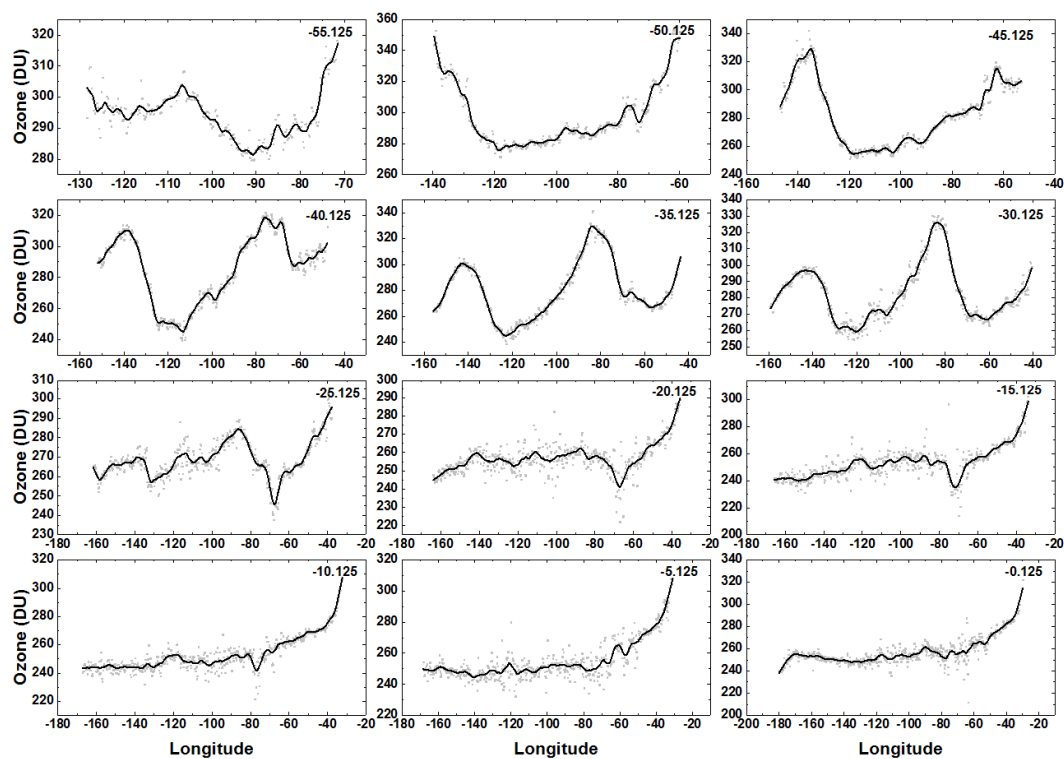 -55.125 -50.125 -45.125
Ozone (DU)
320 310 300 290 280
360 340 320 300 280 260
340 320 300 280 260 240
-130 -120 -110 -100 -90 -80 -70
-140 -120 -100 -80 -60
-160 -140 -120 -100 -80 -60 -40
-40.125 -35.125 -30.125
Ozone (DU)
320 300 280 260 240
340 320 300 280 260 240
340 330 320 310 300 290 280 270 260 250
-160 -140 -120 -100 -80 -60 -40
-160 -140 -120 -100 -80 -60 -40
-160 -140 -120 -100 -80 -60 -40
-25.125 -20.125 -15.125
Ozone (DU)
310 300 290 280 270 260 250 240 230
300 290 280 270 260 250 240 230 220 210
300 280 260 240 220 200
-180 -160 -140 -120 -100 -80 -60 -40 -20
-180 -160 -140 -120 -100 -80 -60 -40 -20
-180 -160 -140 -120 -100 -80 -60 -40 -20
-10.125 -5.125 -0.125
Ozone (DU)
300 280 260 240 220
320 300 280 260 240 220
340 320 300 280 260 240 220 200
-180 -160 -140 -120 -100 -80 -60 -40 -20
-180 -160 -140 -120 -100 -80 -60 -40 -20
-200 -180 -160 -140 -120 -100 -80 -60 -40 -20
Longitude Longitude Longitude